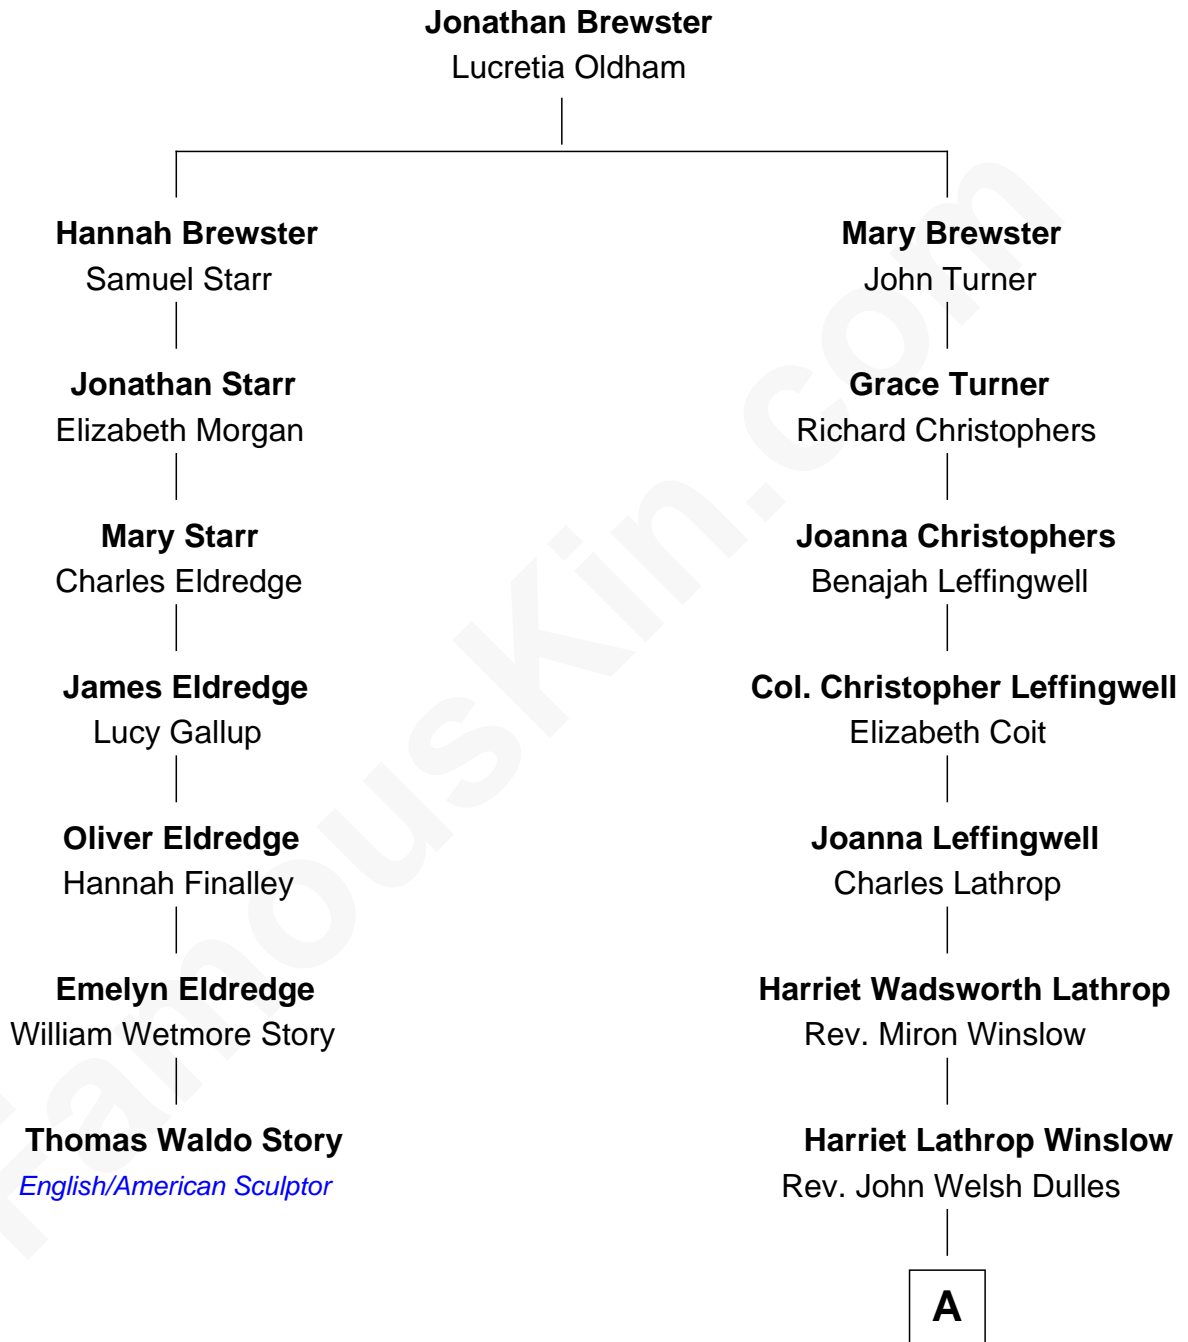 Jonathan Brewster
Lucretia Oldham
Hannah Brewster
Samuel Starr
Jonathan Starr
Elizabeth Morgan
Mary Starr
Charles Eldredge
James Eldredge
Lucy Gallup
Oliver Eldredge
Hannah Finalley
Emelyn Eldredge
William Wetmore Story
Thomas Waldo Story
English/American Sculptor
Mary Brewster
John Turner
Grace Turner
Richard Christophers
Joanna Christophers
Benajah Leffingwell
Col. Christopher Leffingwell
Elizabeth Coit
Joanna Leffingwell
Charles Lathrop
Harriet Wadsworth Lathrop
Rev. Miron Winslow
Harriet Lathrop Winslow
Rev. John Welsh Dulles
A
FamousKin.com